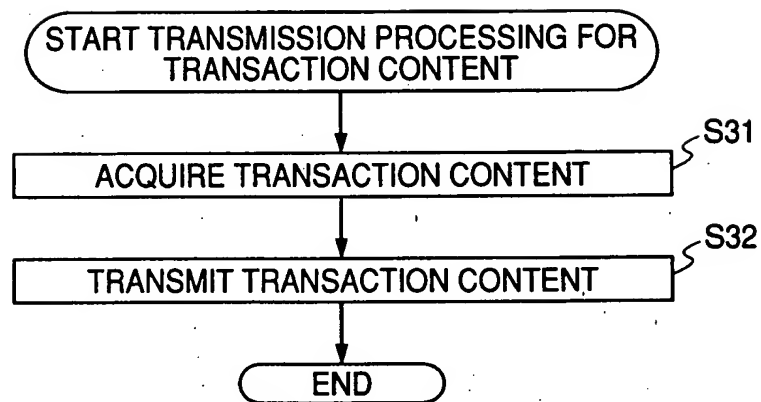 START TRANSMISSION PROCESSING FOR
TRANSACTION CONTENT
S31
ACQUIRE TRANSACTION CONTENT
S32
TRANSMIT TRANSACTION CONTENT
END